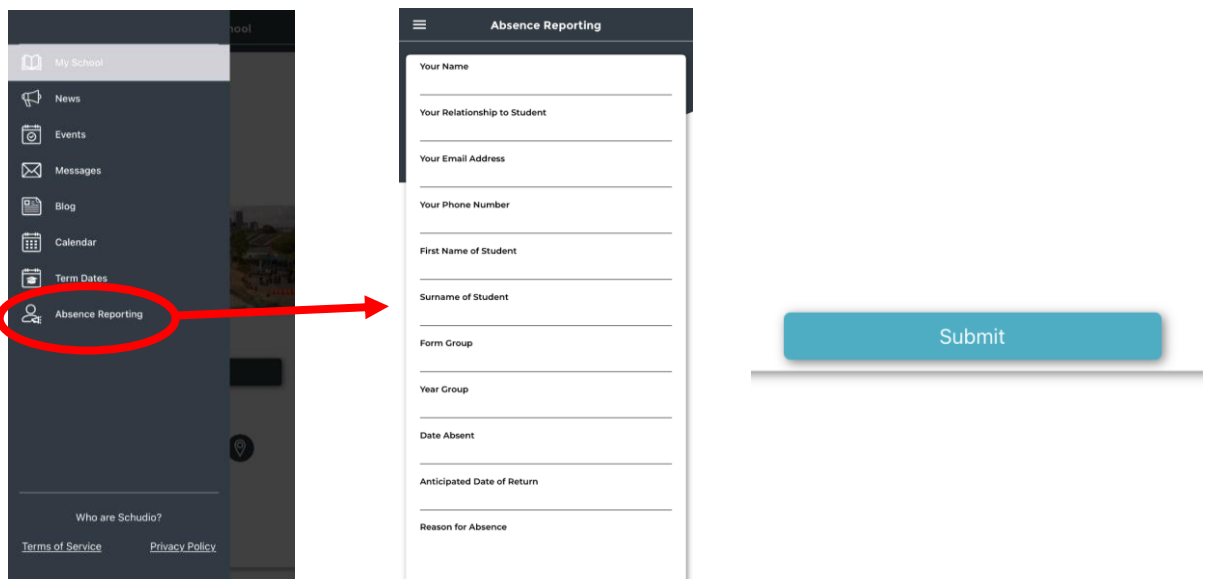 ool
My School
News
Events
Messages
Blog
Calendar
Term Dates
Absence Reporting
Who are Schudio?
Terms of Service Privacy Policy
Absence Reporting
Your Name
Your Relationship to Student
Your Email Address
Your Phone Number
First Name of Student
Surname of Student
Form Group
Year Group
Date Absent
Anticipated Date of Return
Reason for Absence
Submit